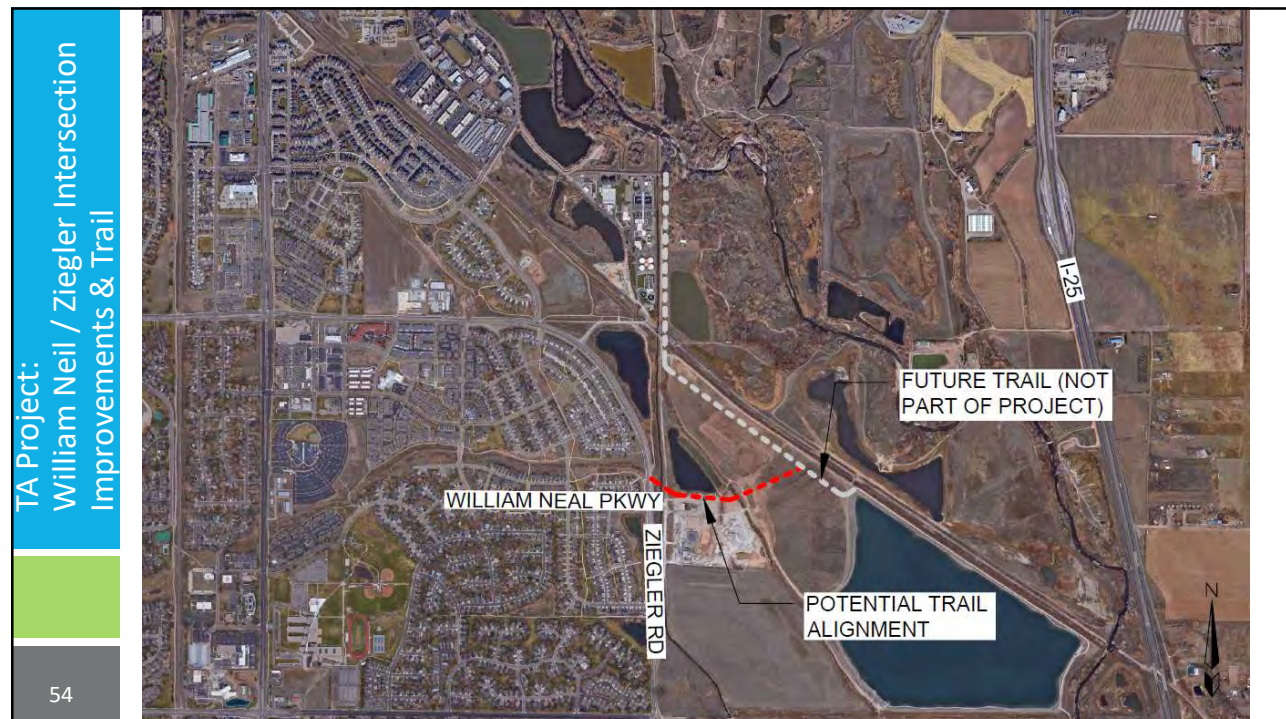 TA Project:
William Neil / Ziegler Intersection
Improvements & Trail
54
I-25
FUTURE TRAIL (NOT
PART OF PROJECT)
WILLIAM NEAL PKWY
ZIEGLER RD
POTENTIAL TRAIL
ALIGNMENT
N